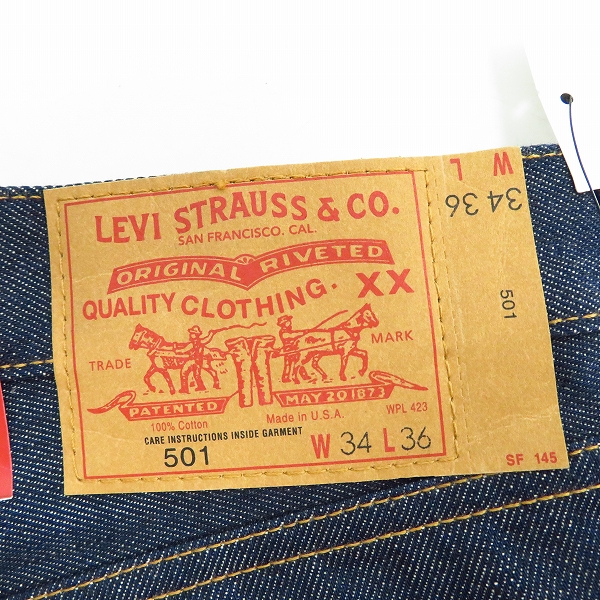 LEVI STRAUSS & CO.
SAN FRANCISCO. CAL.
ORIGINAL RIVETED
QUALITY CLOTHING. XX
TRADE MARK
PATENTED MAY 20 1873
100% Cotton Made in U.S.A. WPL 423
CARE INSTRUCTIONS INSIDE GARMENT
501 W 34 L 36
W L
34 36
501
SF 145